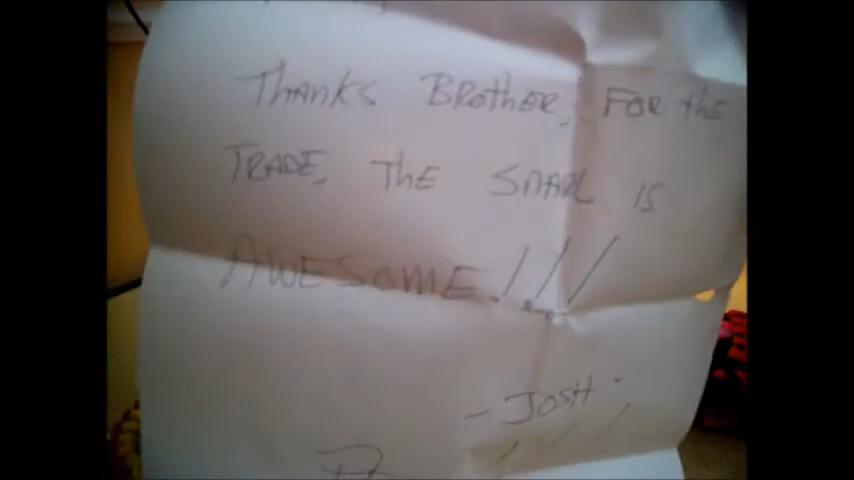 THANKS BROTHER, FOR THE
TRADE, THE SNARL IS
AWESOME!!!
- JOSH